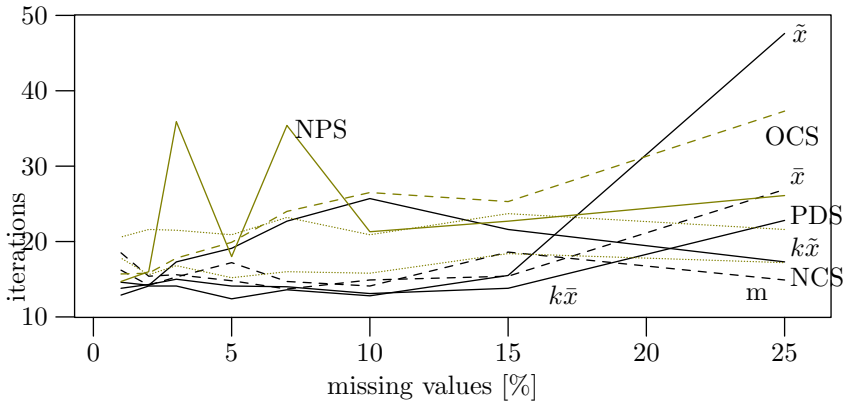 50
x̃
40
OCS
NPS
30
x̄
PDS
20
kx̃
iterations
NCS
kx̄
m
10
0
5
10
15
20
25
missing values [%]